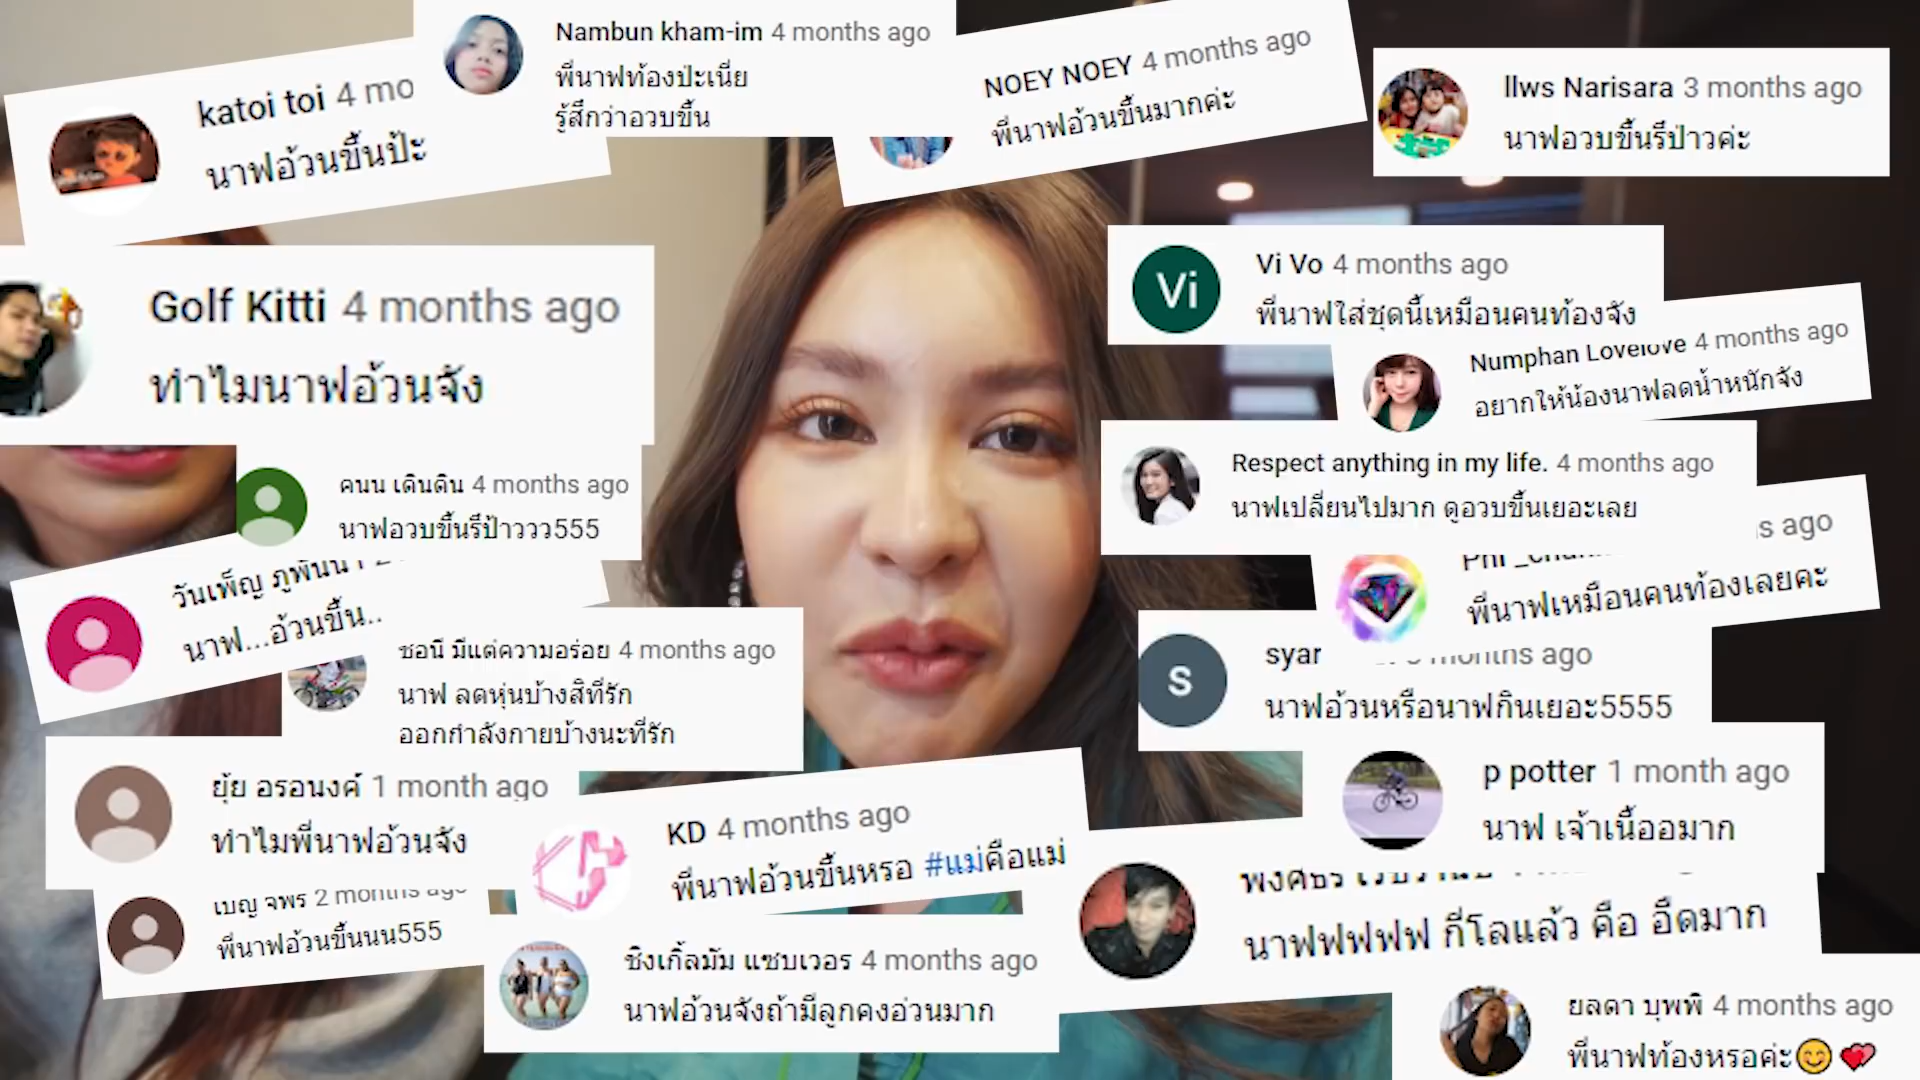 Nambun kham-im 4 months ago
พี่นาฟท้องป่ะเนี่ย
รู้สึกว่าอวบขึ้น
katoi toi 4 mo
นาฟอ้วนขึ้นป้ะ
NOEY NOEY 4 months ago
พี่นาฟอ้วนขึ้นมากค่ะ
llws Narisara 3 months ago
นาฟอวบขึ้นรึป่าวค่ะ
Golf Kitti 4 months ago
ทำไมนาฟอ้วนจัง
Vi
Vi Vo 4 months ago
พี่นาฟใส่ชุดนี้เหมือนคนท้องจัง
Numphan Lovelove 4 months ago
อยากให้น้องนาฟลดน้ำหนักจัง
คนน เดินดิน 4 months ago
นาฟอวบขึ้นรึป้าววว555
Respect anything in my life. 4 months ago
นาฟเปลี่ยนไปมาก ดูอวบขึ้นเยอะเลย
s ago
พี่นาฟเหมือนคนท้องเลยคะ
วันเพ็ญ
นาฟ...อ้วนขึ้น..
ชอนี มีแต่ความอร่อย 4 months ago
นาฟ ลดหุ่นบ้างสิที่รัก
ออกกำลังกายบ้างนะที่รัก
s
syar months ago
นาฟอ้วนหรือนาฟกินเยอะ5555
ยุ้ย อรอนงค์ 1 month ago
ทำไมพี่นาฟอ้วนจัง
p potter 1 month ago
นาฟ เจ้าเนื้ออมาก
KD 4 months ago
พี่นาฟอ้วนขึ้นหรอ #แม่คือแม่
เบญ จพร 2 months ago
พี่นาฟอ้วนขึ้นนน555
นาฟฟฟฟฟ กี่โลแล้ว คือ อืดมาก
ชิงเกิ้ลมัม แซบเวอร 4 months ago
นาฟอ้วนจังถ้ามีลูกคงอ่วนมาก
ยลดา บุพพิ 4 months ago
พี่นาฟท้องหรอค่ะ😊💕